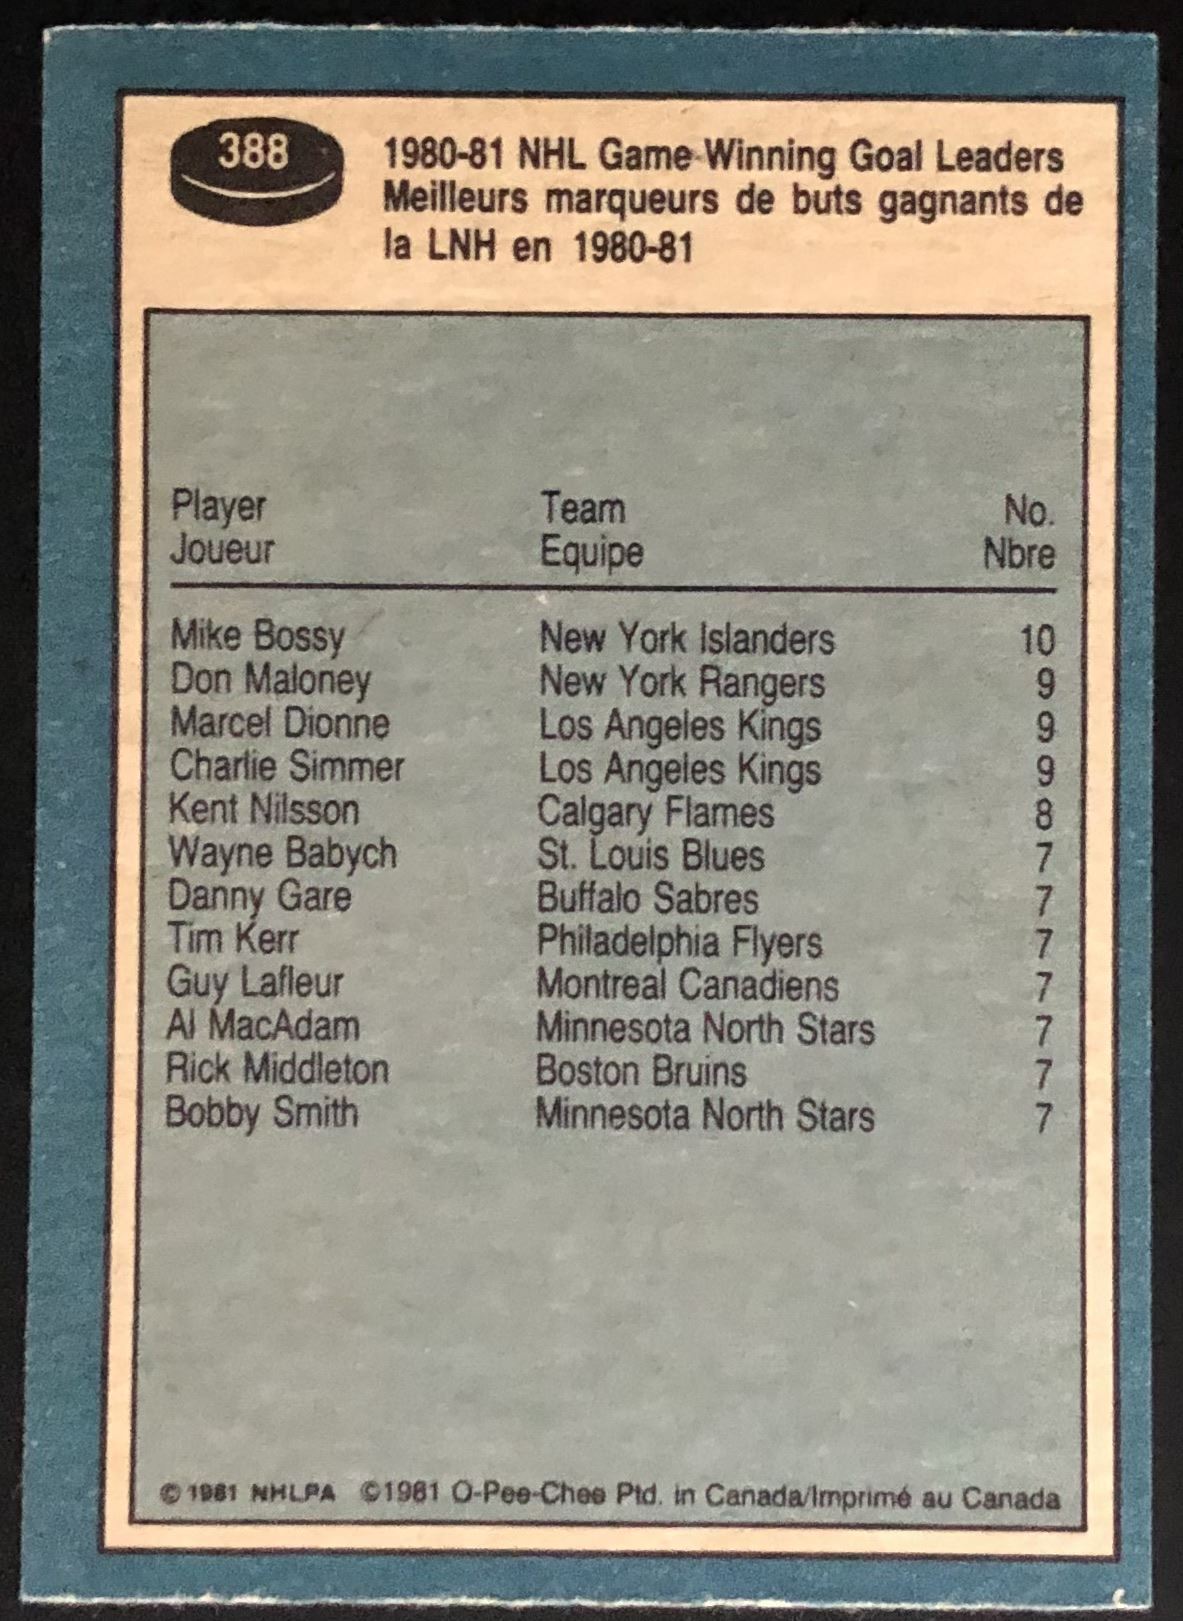 388
1980-81 NHL Game Winning Goal Leaders
Meilleurs marqueurs de buts gagnants de
la LNH en 1980-81
Player Team No.
Joueur Equipe Nbre
Mike Bossy New York Islanders 10
Don Maloney New York Rangers 9
Marcel Dionne Los Angeles Kings 9
Charlie Simmer Los Angeles Kings 9
Kent Nilsson Calgary Flames 8
Wayne Babych St. Louis Blues 7
Danny Gare Buffalo Sabres 7
Tim Kerr Philadelphia Flyers 7
Guy Lafleur Montreal Canadiens 7
Al MacAdam Minnesota North Stars 7
Rick Middleton Boston Bruins 7
Bobby Smith Minnesota North Stars 7
© 1981 NHLPA ©1981 O-Pee-Chee Ptd. in Canada/Imprimé au Canada